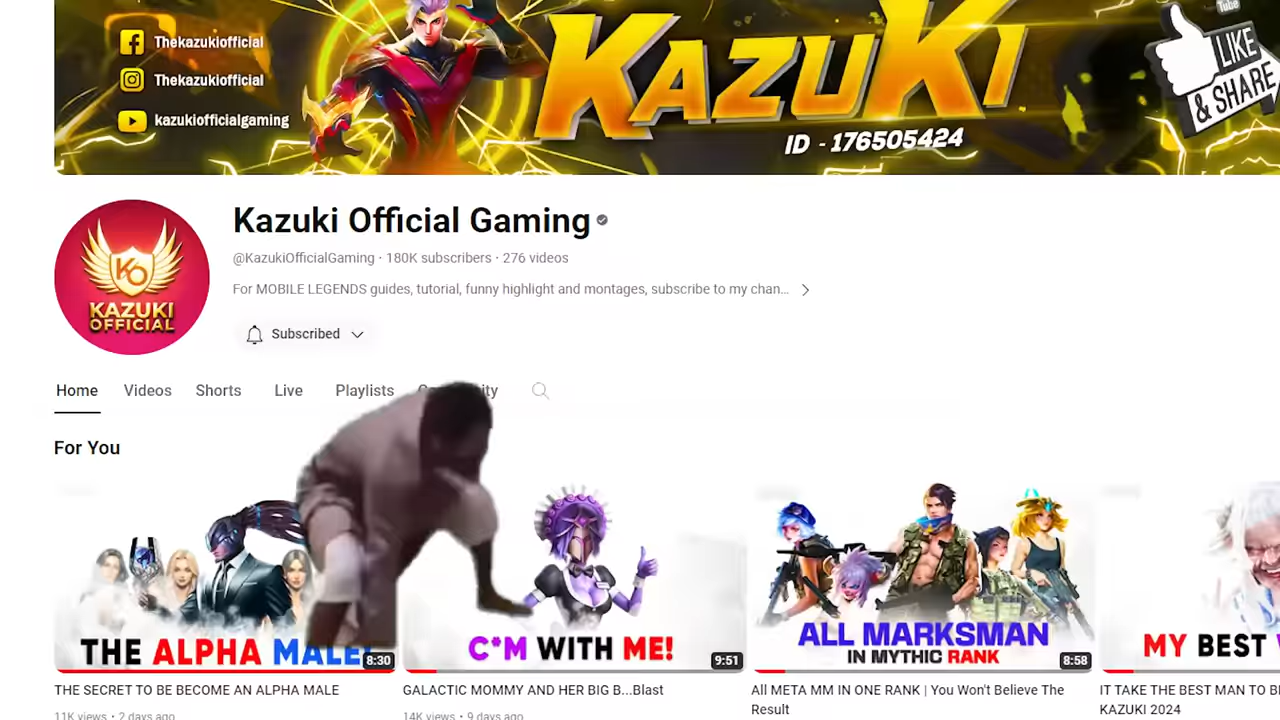 Thekazukiofficial
Thekazukiofficial
kazukiofficialgaming
KAZUKI
ID - 176505424
Tube
LIKE
& SHARE
KO
KAZUKI
OFFICIAL
Kazuki Official Gaming
@KazukiOfficialGaming · 180K subscribers · 276 videos
For MOBILE LEGENDS guides, tutorial, funny highlight and montages, subscribe to my chan...
Subscribed
Home Videos Shorts Live Playlists
For You
THE ALPHA MALE!
8:30
C*M WITH ME!
9:51
ALL MARKSMAN
IN MYTHIC RANK
8:58
MY BEST
THE SECRET TO BE BECOME AN ALPHA MALE
11K views · 2 days ago
GALACTIC MOMMY AND HER BIG B...Blast
14K views · 9 days ago
All META MM IN ONE RANK | You Won't Believe The
Result
IT TAKE THE BEST MAN TO
KAZUKI 2024